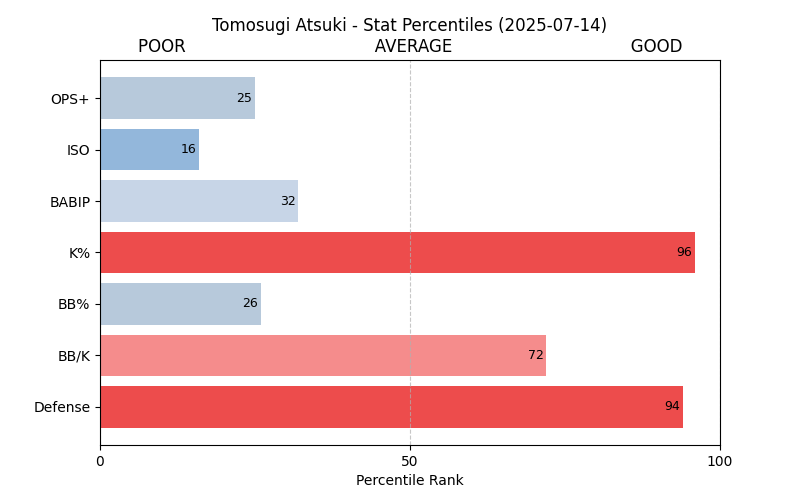 Tomosugi Atsuki - Stat Percentiles (2025-07-14)
POOR AVERAGE GOOD
OPS+ 25
ISO 16
BABIP 32
K% 96
BB% 26
BB/K 72
Defense 94
0 50 100
Percentile Rank